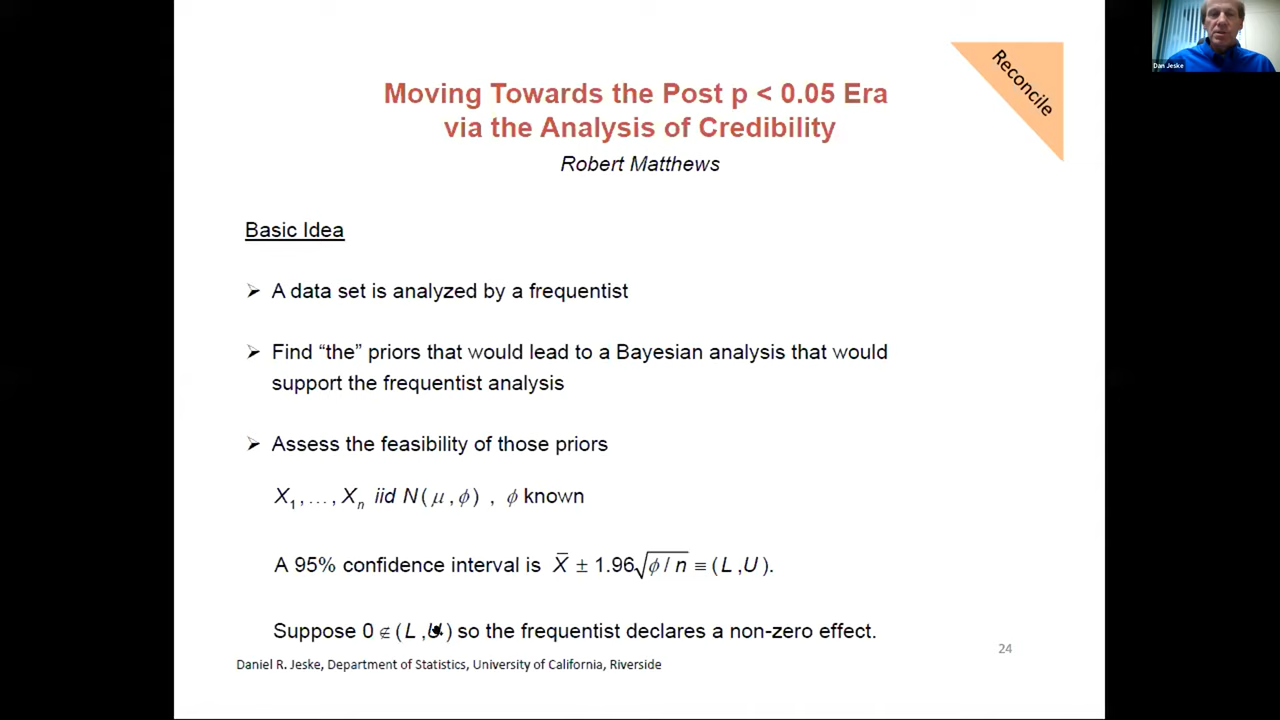 Dan Jeske
Reconcile
Moving Towards the Post p < 0.05 Era
via the Analysis of Credibility
Robert Matthews
Basic Idea
➢ A data set is analyzed by a frequentist
➢ Find “the” priors that would lead to a Bayesian analysis that would
support the frequentist analysis
➢ Assess the feasibility of those priors
X₁ , … , Xₙ iid N( μ , ϕ ) , ϕ known
A 95% confidence interval is X̄ ± 1.96√(ϕ / n) ≡ ( L ,U ).
Suppose 0 ∉ ( L ,U ) so the frequentist declares a non-zero effect.
24
Daniel R. Jeske, Department of Statistics, University of California, Riverside